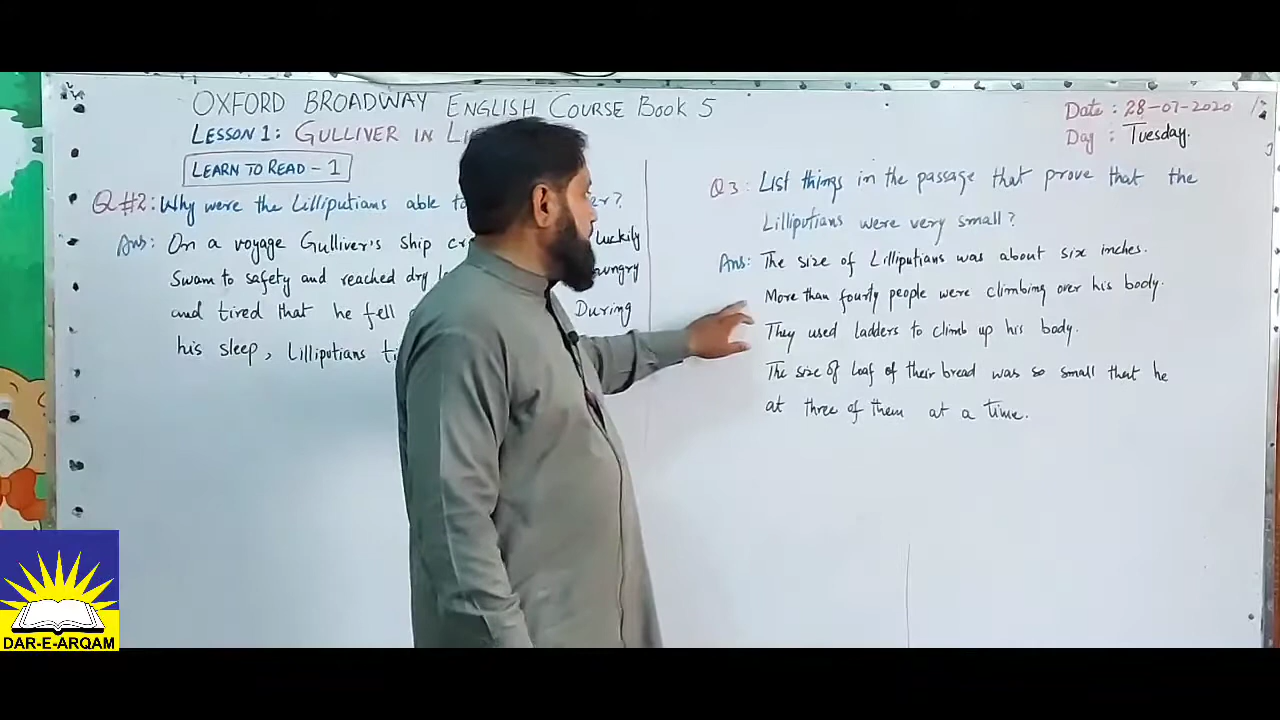 OXFORD BROADWAY ENGLISH COURSE BOOK 5
LESSON 1: GULLIVER IN
LEARN TO READ - 1
Date : 28-07-2020
Day : Tuesday.
Q#2: Why were the Lilliputians able
Ans: On a voyage Gulliver's ship luckily
Swam to safety and reached dry hungry
and tired that he fell During
his sleep, Lilliputians
Q3: List things in the passage that prove that the
Lilliputians were very small?
Ans: The size of Lilliputians was about six inches.
More than fourty people were climbing over his body.
They used ladders to climb up his body.
The size of loaf of their bread was so small that he
at three of them at a time.
DAR-E-ARQAM